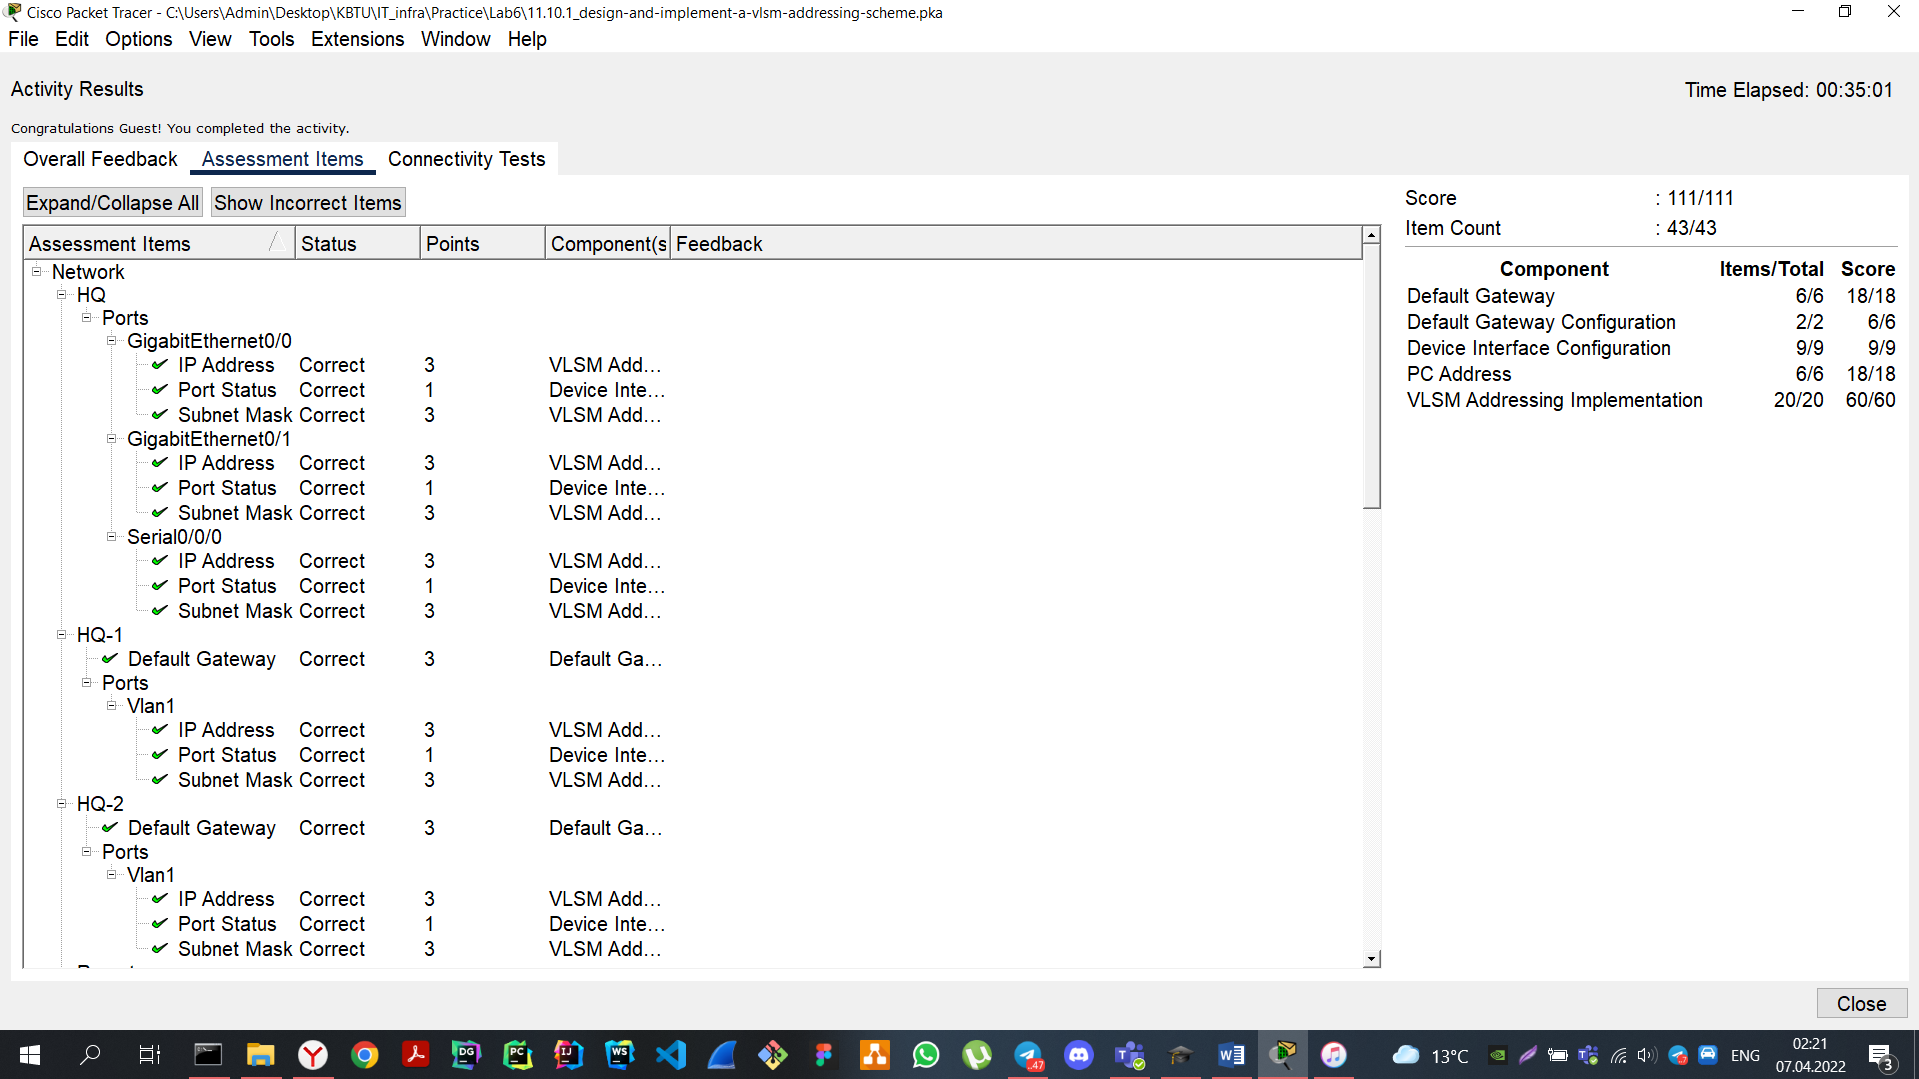 Cisco Packet Tracer - C:\Users\Admin\Desktop\KBTU\IT_infra\Practice\Lab6\11.10.1_design-and-implement-a-vlsm-addressing-scheme.pka
File Edit Options View Tools Extensions Window Help
Activity Results
Time Elapsed: 00:35:01
Congratulations Guest! You completed the activity.
Overall Feedback Assessment Items Connectivity Tests
Expand/Collapse All Show Incorrect Items
Assessment Items Status Points Component(s Feedback
Network
HQ
Ports
GigabitEthernet0/0
IP Address Correct 3 VLSM Add...
Port Status Correct 1 Device Inte...
Subnet Mask Correct 3 VLSM Add...
GigabitEthernet0/1
IP Address Correct 3 VLSM Add...
Port Status Correct 1 Device Inte...
Subnet Mask Correct 3 VLSM Add...
Serial0/0/0
IP Address Correct 3 VLSM Add...
Port Status Correct 1 Device Inte...
Subnet Mask Correct 3 VLSM Add...
HQ-1
Default Gateway Correct 3 Default Ga...
Ports
Vlan1
IP Address Correct 3 VLSM Add...
Port Status Correct 1 Device Inte...
Subnet Mask Correct 3 VLSM Add...
HQ-2
Default Gateway Correct 3 Default Ga...
Ports
Vlan1
IP Address Correct 3 VLSM Add...
Port Status Correct 1 Device Inte...
Subnet Mask Correct 3 VLSM Add...
Score : 111/111
Item Count : 43/43
Component Items/Total Score
Default Gateway 6/6 18/18
Default Gateway Configuration 2/2 6/6
Device Interface Configuration 9/9 9/9
PC Address 6/6 18/18
VLSM Addressing Implementation 20/20 60/60
Close
DG PC IJ WS 47
13°C
ENG
02:21
07.04.2022
3